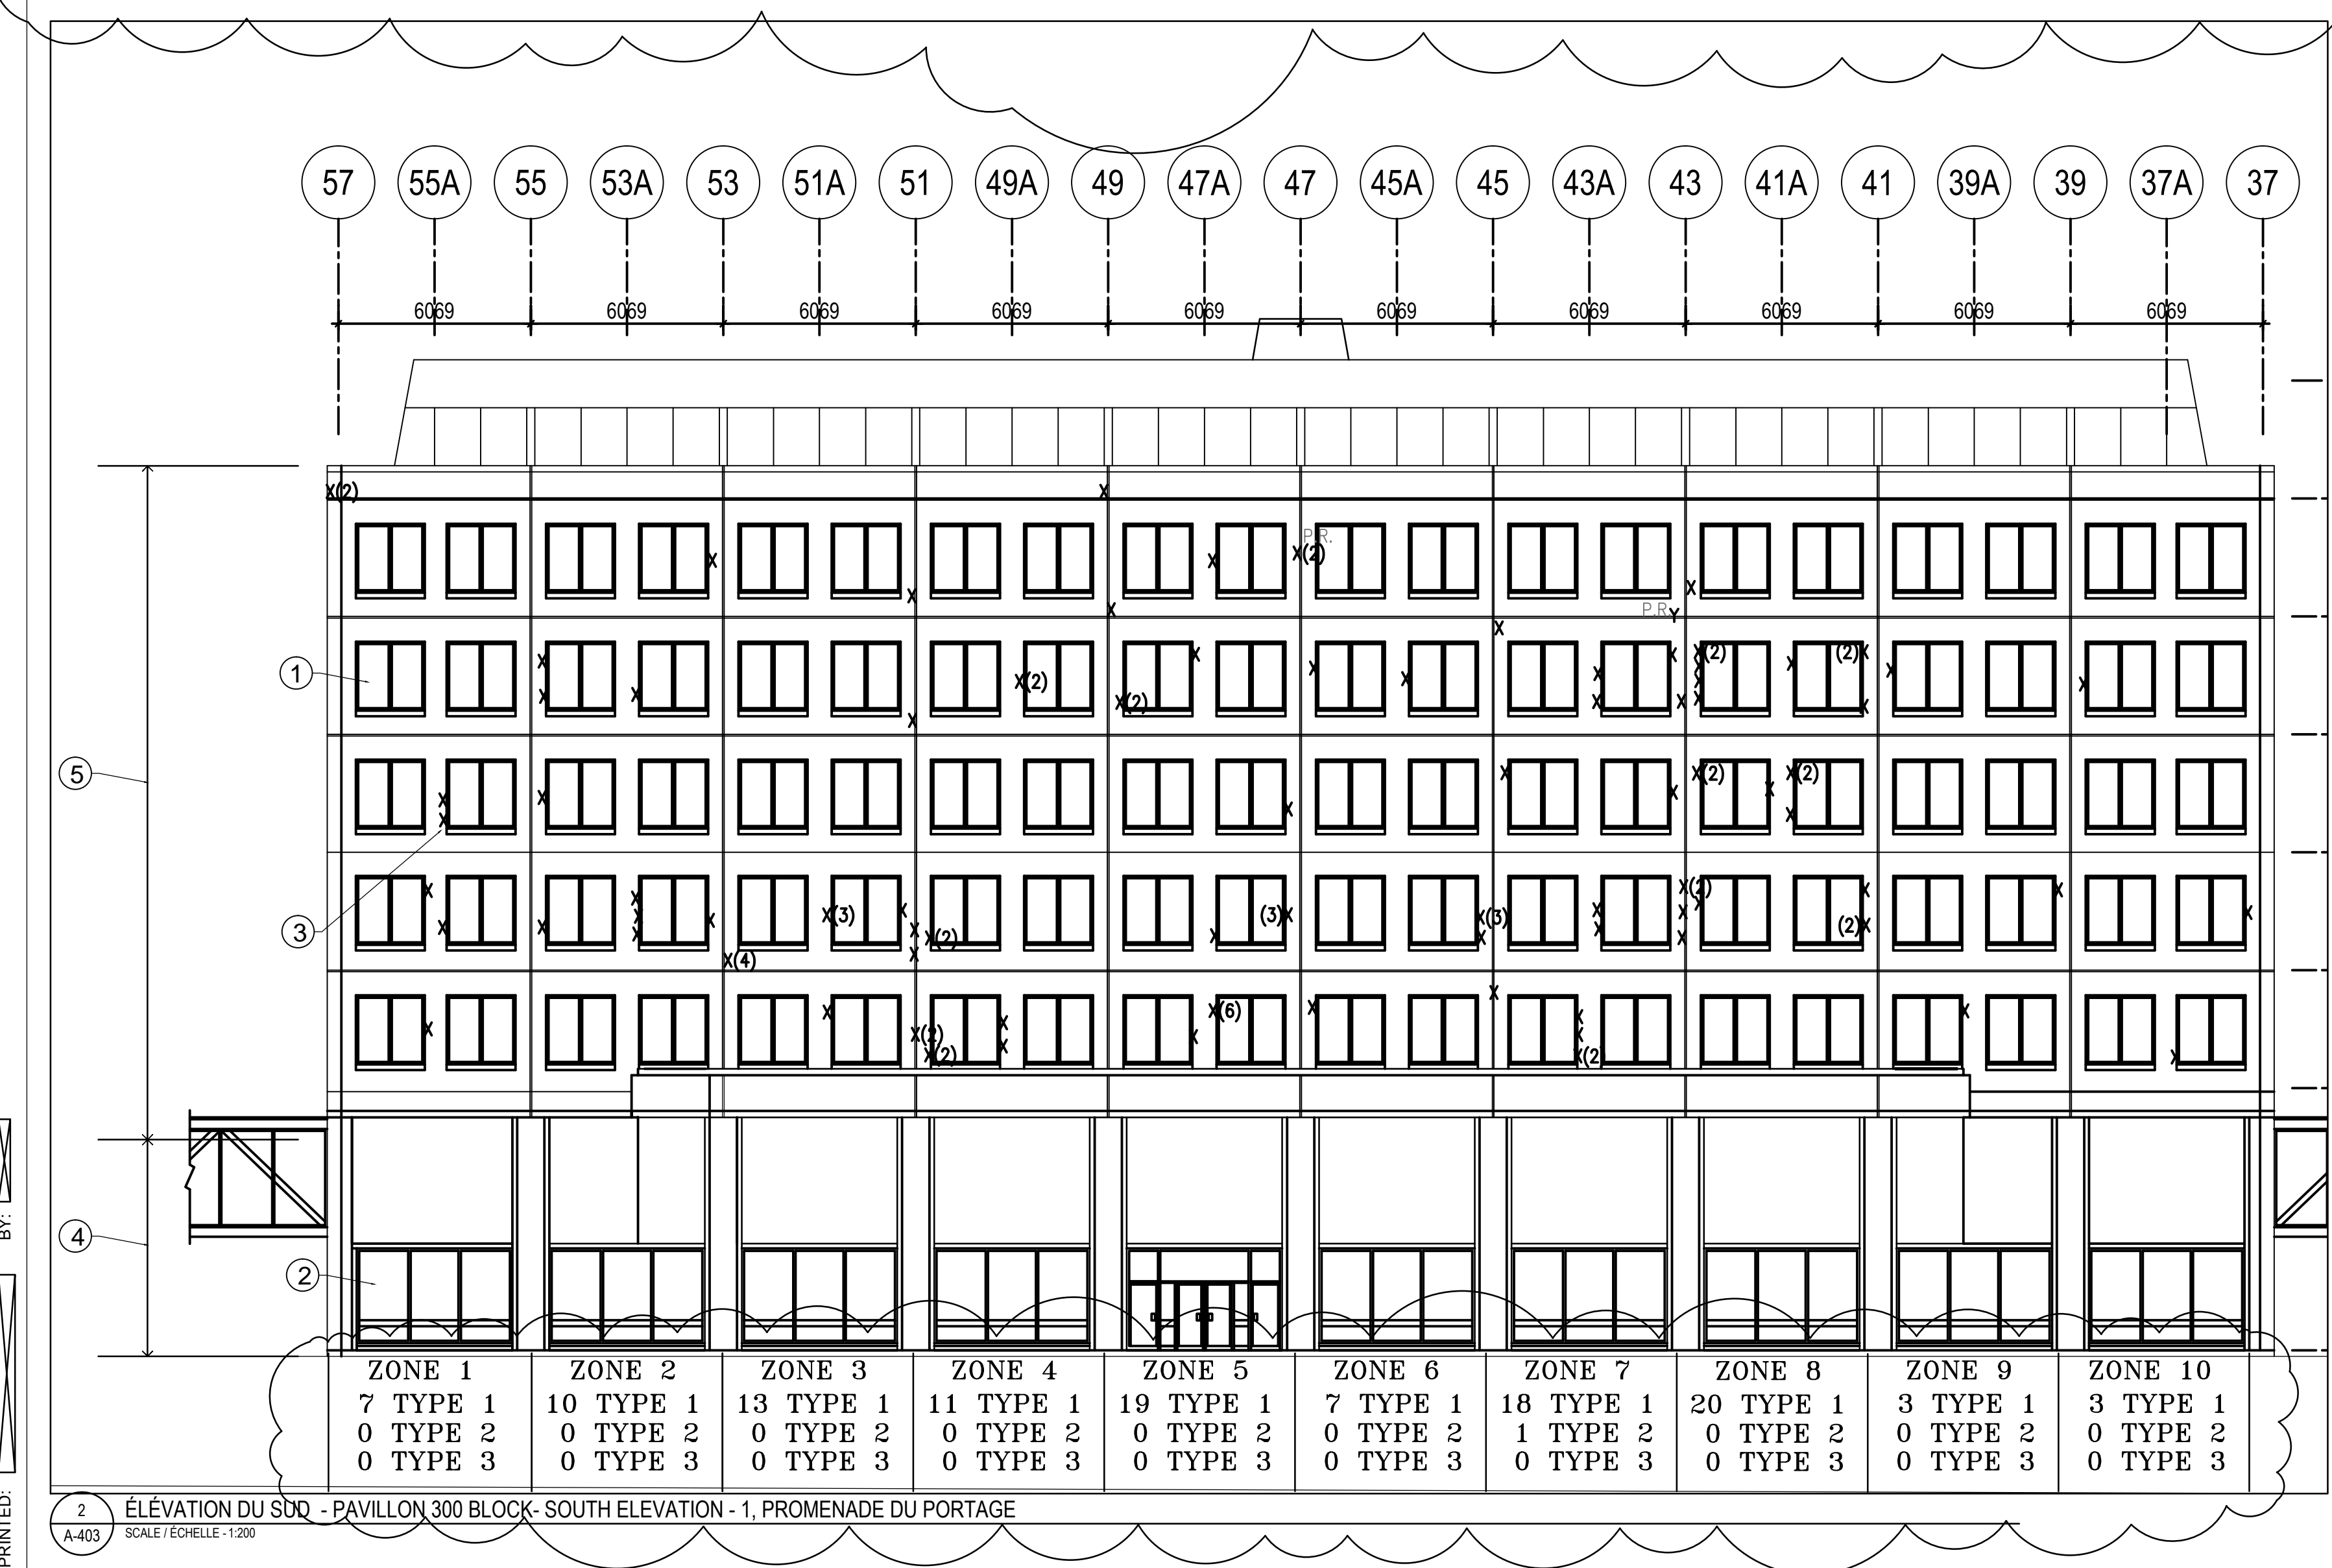 57 55A 55 53A 53 51A 51 49A 49 47A 47 45A 45 43A 43 41A 41 39A 39 37A 37
6069 6069 6069 6069 6069 6069 6069 6069 6069 6069
X(2) X
P.R.
X X X(2)
X X
P.R. Y
X
X
X X X X(2) (2)X
X X X X(2) X X X X X
X X X X X
X X(2) X X X X
1
X X
X X X(2) X(2)
5
X X X X
X X X
X X X(2) X X
X X(3) X (3)X X(3) X X X X
X X X X X X(2) X X X X (2)X
3
X X X
X(4)
X
X X(6) X X
X X X
X X(2) X X
X(2) X X(2) X
4
2
ZONE 1 ZONE 2 ZONE 3 ZONE 4 ZONE 5 ZONE 6 ZONE 7 ZONE 8 ZONE 9 ZONE 10
7 TYPE 1 10 TYPE 1 13 TYPE 1 11 TYPE 1 19 TYPE 1 7 TYPE 1 18 TYPE 1 20 TYPE 1 3 TYPE 1 3 TYPE 1
0 TYPE 2 0 TYPE 2 0 TYPE 2 0 TYPE 2 0 TYPE 2 0 TYPE 2 1 TYPE 2 0 TYPE 2 0 TYPE 2 0 TYPE 2
0 TYPE 3 0 TYPE 3 0 TYPE 3 0 TYPE 3 0 TYPE 3 0 TYPE 3 0 TYPE 3 0 TYPE 3 0 TYPE 3 0 TYPE 3
2
A-403
ÉLÉVATION DU SUD - PAVILLON 300 BLOCK- SOUTH ELEVATION - 1, PROMENADE DU PORTAGE
SCALE / ÉCHELLE - 1:200
BY:
PRINTED: